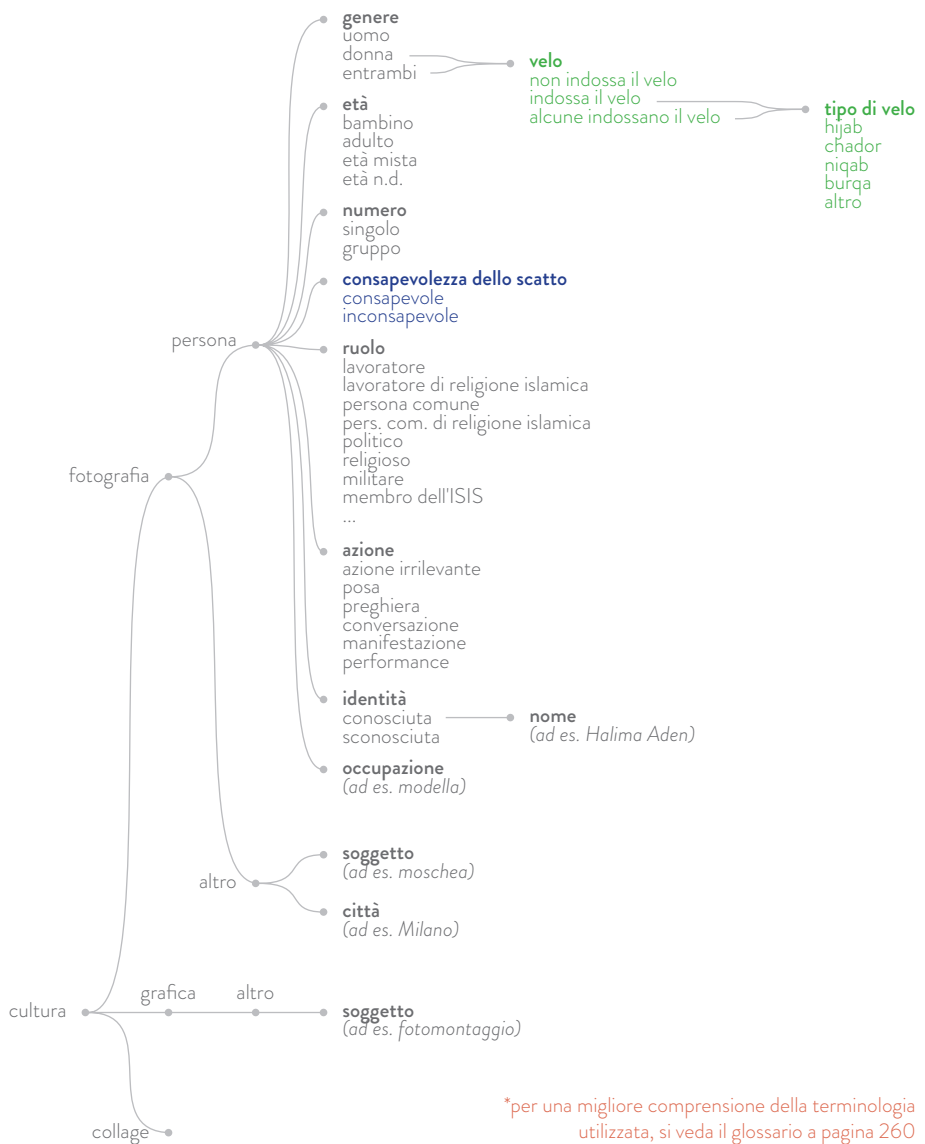 genere
uomo
donna
entrambi
velo
non indossa il velo
indossa il velo
alcune indossano il velo
tipo di velo
hijab
chador
niqab
burqa
altro
età
bambino
adulto
età mista
età n.d.
numero
singolo
gruppo
consapevolezza dello scatto
consapevole
inconsapevole
persona
ruolo
lavoratore
lavoratore di religione islamica
persona comune
pers. com. di religione islamica
politico
religioso
militare
membro dell'ISIS
...
fotografia
azione
azione irrilevante
posa
preghiera
conversazione
manifestazione
performance
identità
conosciuta
sconosciuta
nome
(ad es. Halima Aden)
occupazione
(ad es. modella)
altro
soggetto
(ad es. moschea)
città
(ad es. Milano)
cultura
grafica
altro
soggetto
(ad es. fotomontaggio)
collage
*per una migliore comprensione della terminologia
utilizzata, si veda il glossario a pagina 260